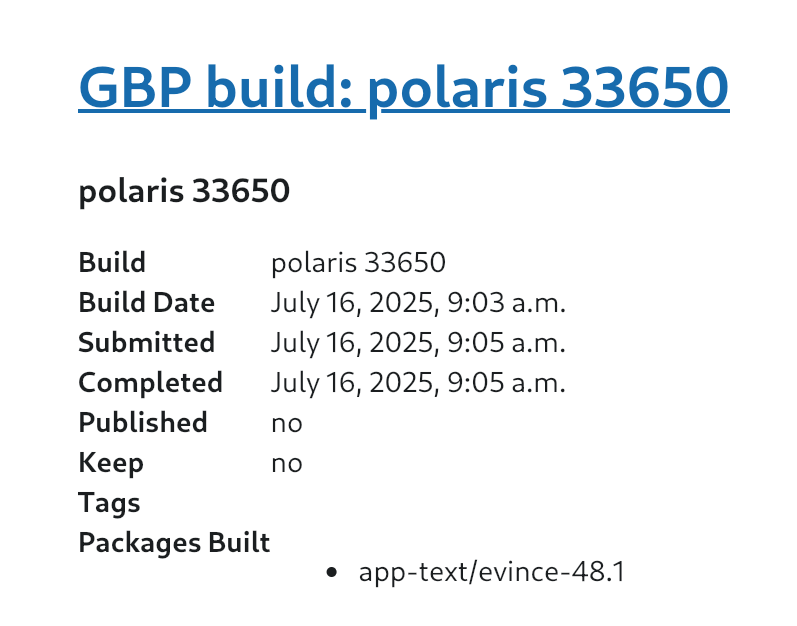 GBP build: polaris 33650
polaris 33650
Build polaris 33650
Build Date July 16, 2025, 9:03 a.m.
Submitted July 16, 2025, 9:05 a.m.
Completed July 16, 2025, 9:05 a.m.
Published no
Keep no
Tags
Packages Built
• app-text/evince-48.1